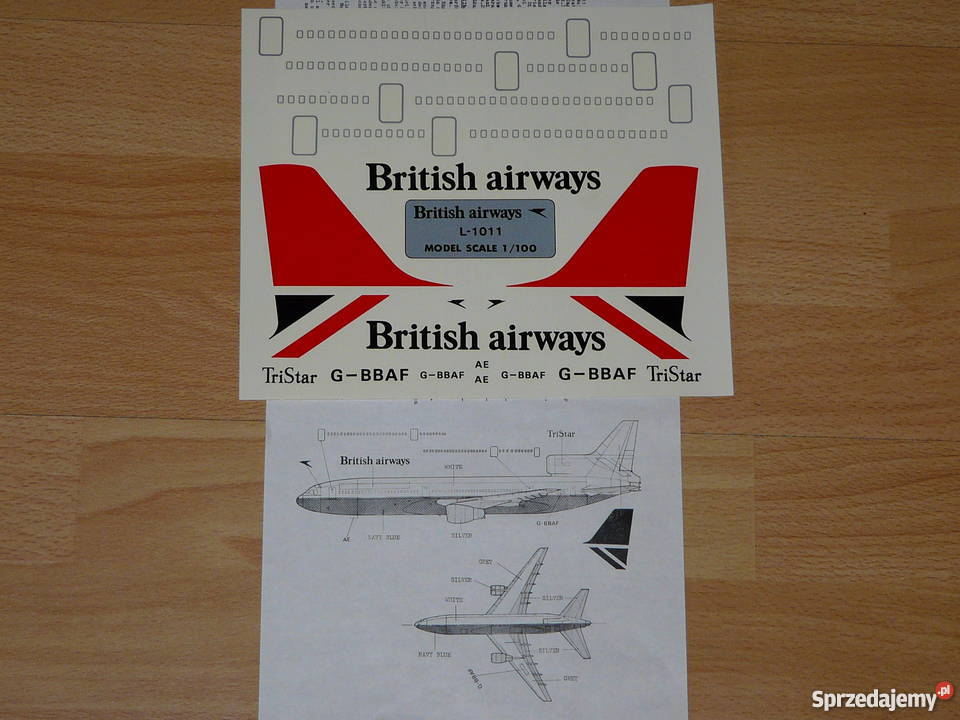 British airways
British airways
L-1011
MODEL SCALE 1/100
British airways
TriStar G-BBAF G-BBAF AE AE G-BBAF G-BBAF TriStar
TriStar
British airways
WHITE
G-BBAF
AE NAVY BLUE SILVER
GREY
SILVER
WHITE SILVER
NAVY BLUE SILVER
G-BBAF GREY
Sprzedajemy.pl